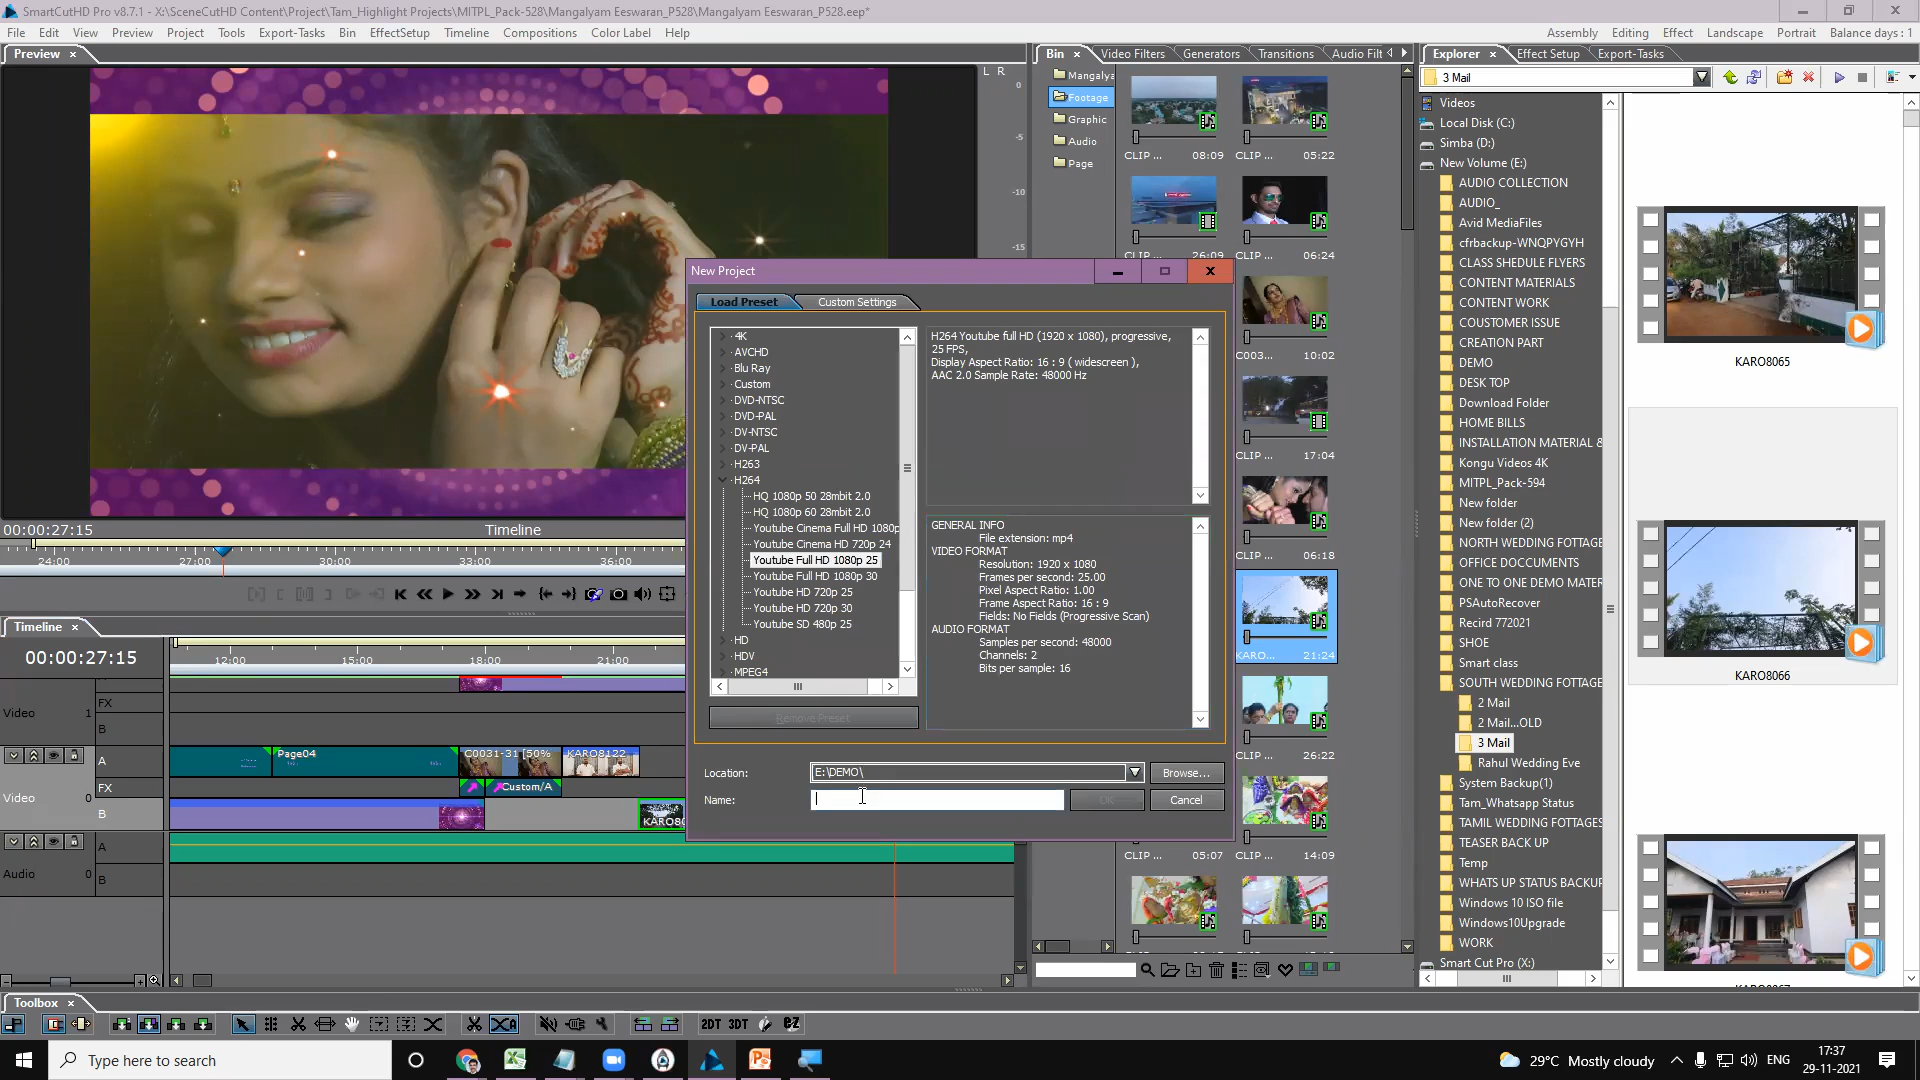 SmartCutHD Pro v8.7.1 - X:\SceneCutHD Content\Project\Tam_Highlight Projects\MITPL_Pack-528\Mangalyam Eeswaran_P528\Mangalyam Eeswaran_P528.eep*
File Edit View Preview Project Tools Export-Tasks Bin EffectSetup Timeline Compositions Color Label Help
Assembly Editing Effect Landscape Portrait Balance days : 1
Preview x
L R
0
-5
-10
-15
00:00:27:15 Timeline
24:00 27:00 30:00 33:00 36:00
Timeline x
00:00:27:15
12:00 15:00 18:00 21:00
Video 1
FX
B
A
Page04
C0031-31 [50%
KARO8122
FX
Custom/A
Video 0
B
KARO80
A
Audio 0
B
Toolbox x
2DT 3DT
New Project
Load Preset Custom Settings
4K
AVCHD
Blu Ray
Custom
DVD-NTSC
DVD-PAL
DV-NTSC
DV-PAL
H263
H264
HQ 1080p 50 28mbit 2.0
HQ 1080p 60 28mbit 2.0
Youtube Cinema Full HD 1080p
Youtube Cinema HD 720p 24
Youtube Full HD 1080p 25
Youtube Full HD 1080p 30
Youtube HD 720p 25
Youtube HD 720p 30
Youtube SD 480p 25
HD
HDV
MPEG4
Remove Preset
H264 Youtube full HD (1920 x 1080), progressive,
25 FPS,
Display Aspect Ratio: 16 : 9 ( widescreen ),
AAC 2.0 Sample Rate: 48000 Hz
GENERAL INFO
File extension: mp4
VIDEO FORMAT
Resolution: 1920 x 1080
Frames per second: 25.00
Pixel Aspect Ratio: 1.00
Frame Aspect Ratio: 16 : 9
Fields: No Fields (Progressive Scan)
AUDIO FORMAT
Samples per second: 48000
Channels: 2
Bits per sample: 16
Location: E:\DEMO\ Browse...
Name: OK Cancel
Bin x Video Filters Generators Transitions Audio Filt
Mangalya
Footage
Graphic
Audio
Page
CLIP ... 08:09 CLIP ... 05:22
26:09 CLIP ... 06:24
C003... 10:02
CLIP ... 17:04
CLIP ... 06:18
KARO... 21:24
CLIP ... 26:22
CLIP ... 05:07 CLIP ... 14:09
Explorer x Effect Setup Export-Tasks
3 Mail
Videos
Local Disk (C:)
Simba (D:)
New Volume (E:)
AUDIO COLLECTION
AUDIO_
Avid MediaFiles
cfrbackup-WNQPYGYH
CLASS SHEDULE FLYERS
CONTENT MATERIALS
CONTENT WORK
COUSTOMER ISSUE
CREATION PART
DEMO
DESK TOP
Download Folder
HOME BILLS
INSTALLATION MATERIAL &
Kongu Videos 4K
MITPL_Pack-594
New folder
New folder (2)
NORTH WEDDING FOOTAGE
OFFICE DOCCUMENTS
ONE TO ONE DEMO MATER
PSAutoRecover
Recird 772021
SHOE
Smart class
SOUTH WEDDING FOTTAGE
2 Mail
2 Mail...OLD
3 Mail
Rahul Wedding Eve
System Backup(1)
Tam_Whatsapp Status
TAMIL WEDDING FOTTAGES
TEASER BACK UP
Temp
WHATS UP STATUS BACKUP
Windows 10 ISO file
Windows10Upgrade
WORK
Smart Cut Pro (X:)
KARO8065
KARO8066
Type here to search
29°C Mostly cloudy ENG 17:37
29-11-2021